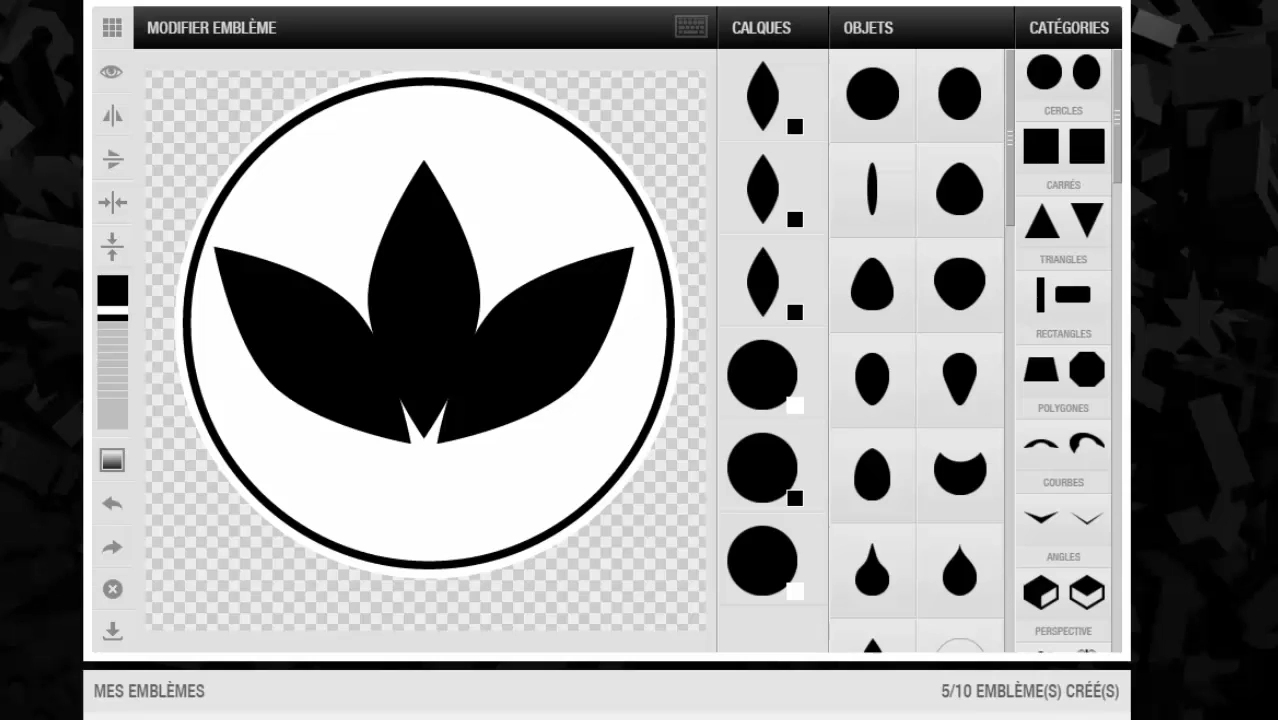 MODIFIER EMBLÈME
CALQUES
OBJETS
CATÉGORIES
CERCLES
CARRÉS
TRIANGLES
RECTANGLES
POLYGONES
COURBES
ANGLES
PERSPECTIVE
MES EMBLÈMES
5/10 EMBLÈME(S) CRÉÉ(S)